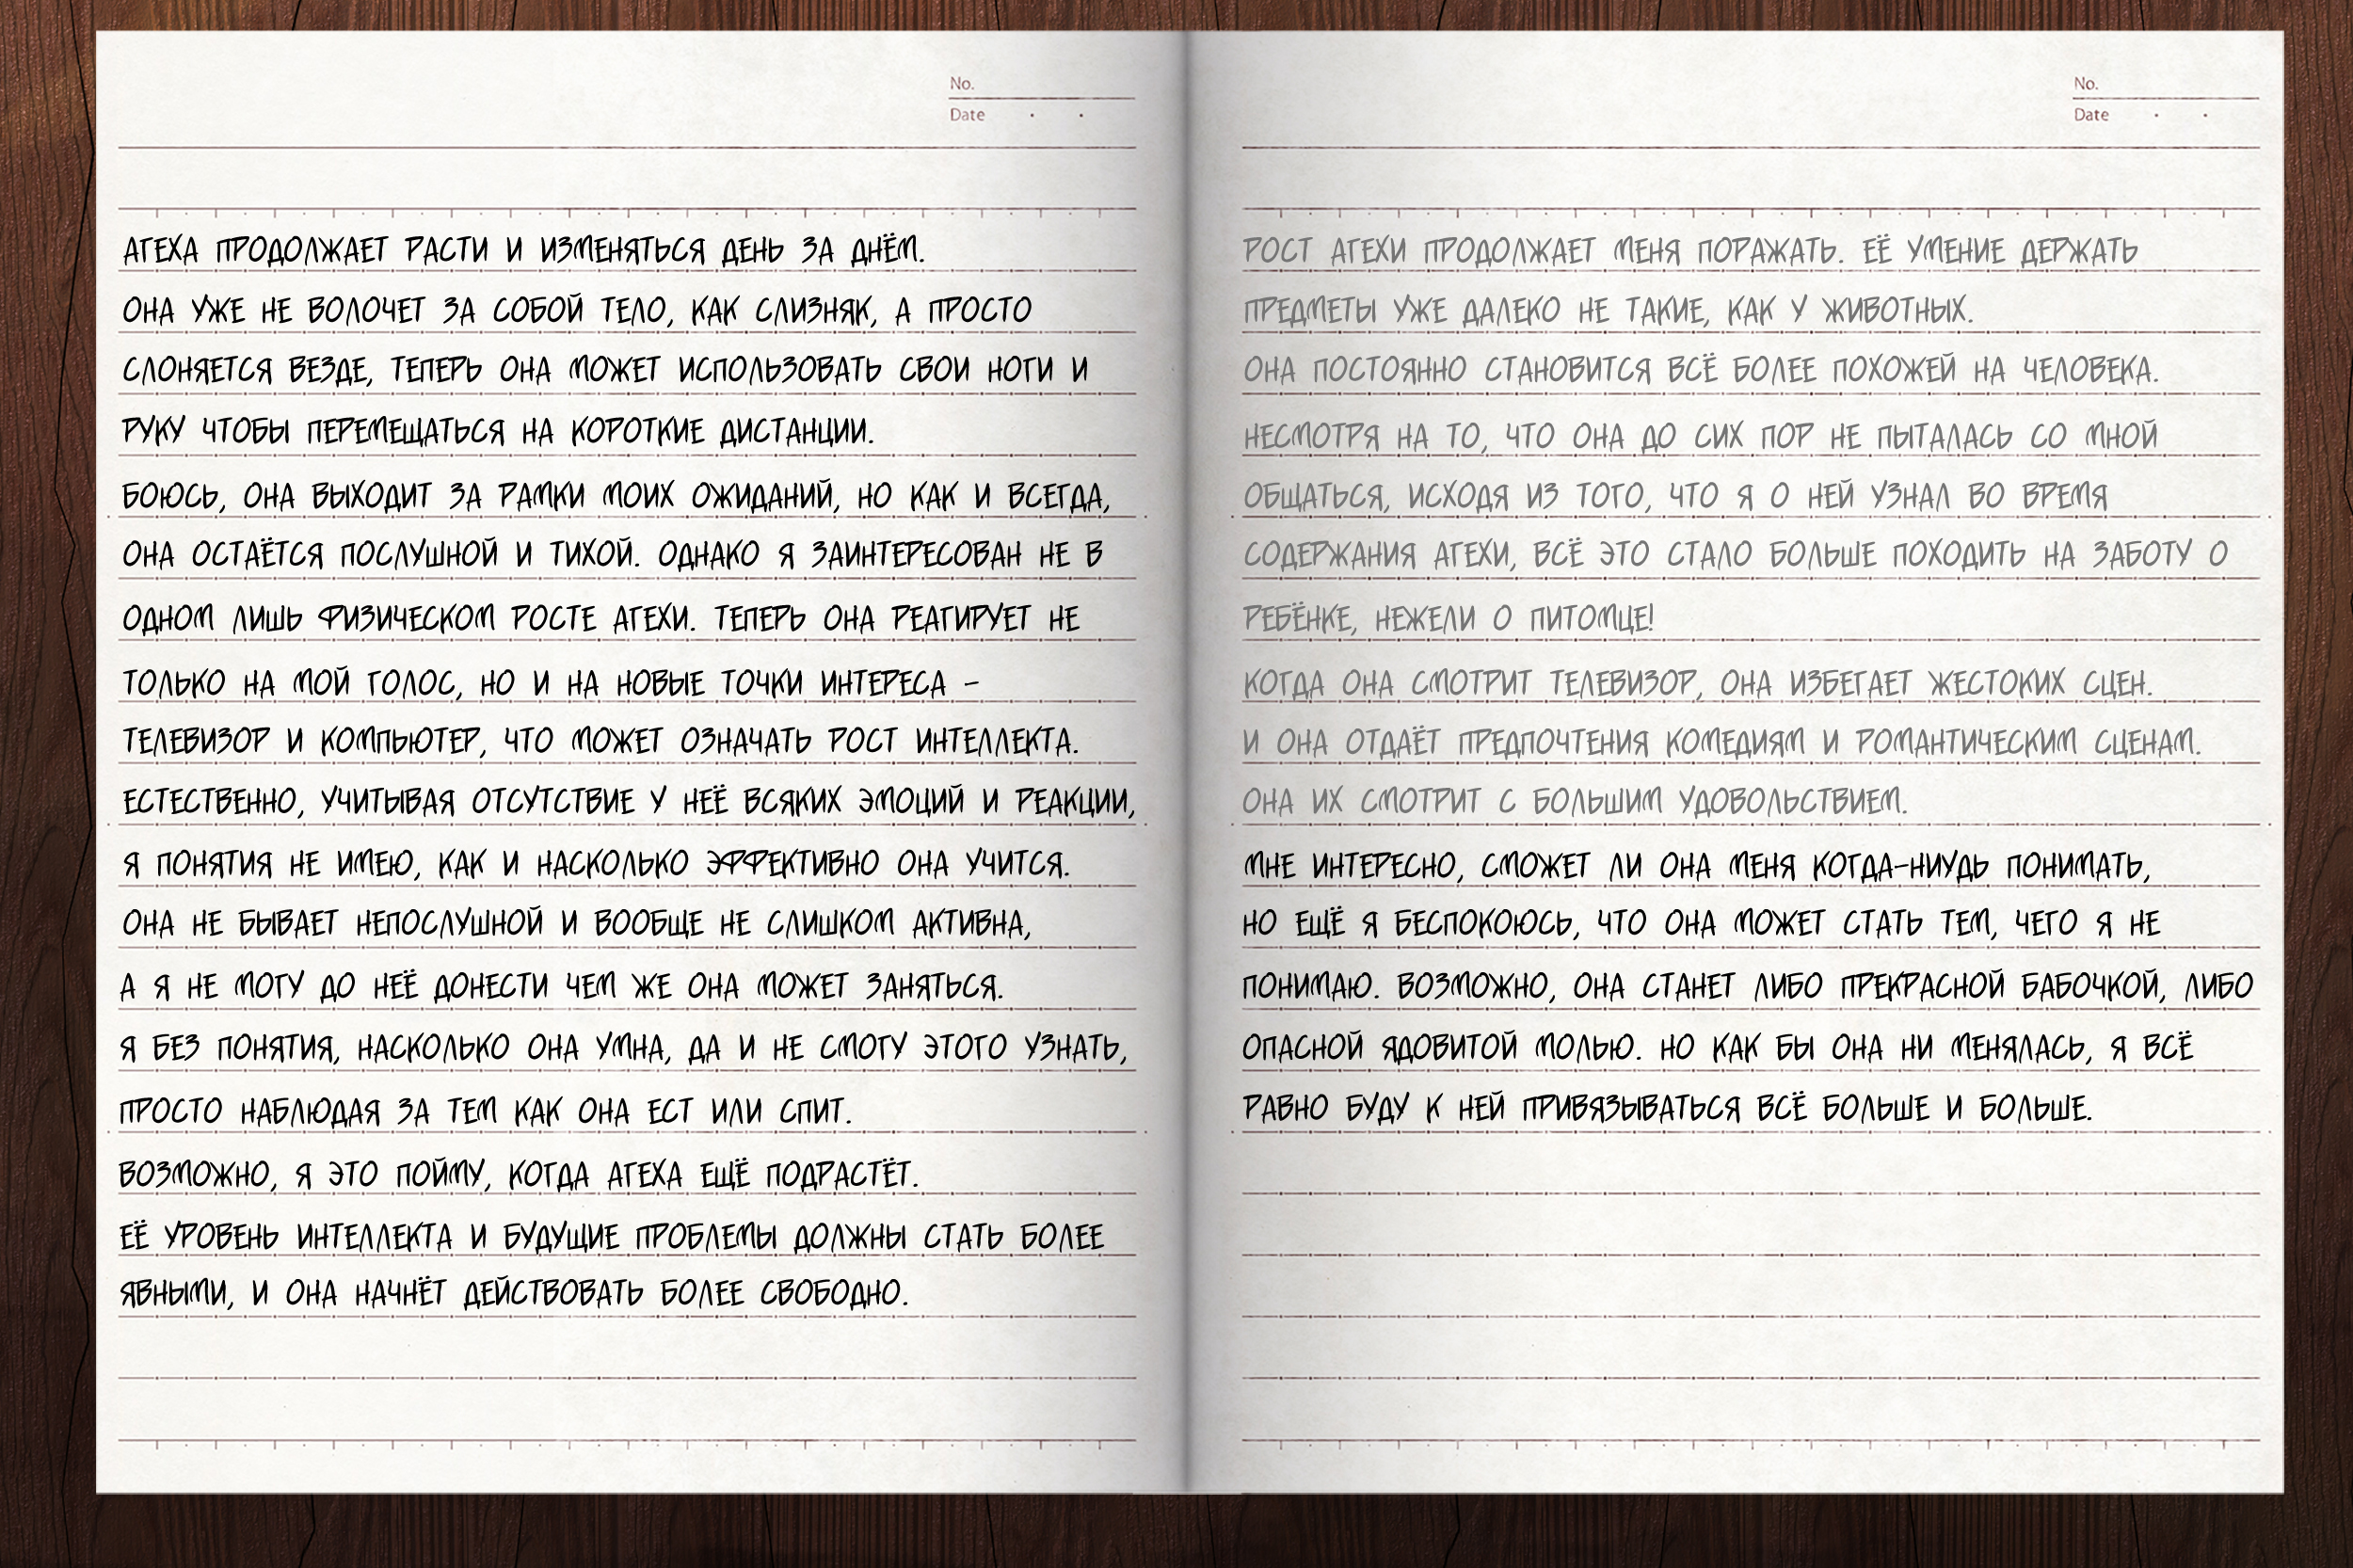 No.
Date . .
АГЕХА ПРОДОЛЖАЕТ РАСТИ И ИЗМЕНЯТЬСЯ ДЕНЬ ЗА ДНЁМ.
ОНА УЖЕ НЕ ВОЛОЧЕТ ЗА СОБОЙ ТЕЛО, КАК СЛИЗНЯК, А ПРОСТО
СЛОНЯЕТСЯ ВЕЗДЕ, ТЕПЕРЬ ОНА МОЖЕТ ИСПОЛЬЗОВАТЬ СВОИ НОГИ И
РУКУ ЧТОБЫ ПЕРЕМЕЩАТЬСЯ НА КОРОТКИЕ ДИСТАНЦИИ.
БОЮСЬ, ОНА ВЫХОДИТ ЗА РАМКИ МОИХ ОЖИДАНИЙ, НО КАК И ВСЕГДА,
ОНА ОСТАЁТСЯ ПОСЛУШНОЙ И ТИХОЙ. ОДНАКО Я ЗАИНТЕРЕСОВАН НЕ В
ОДНОМ ЛИШЬ ФИЗИЧЕСКОМ РОСТЕ АГЕХИ. ТЕПЕРЬ ОНА РЕАГИРУЕТ НЕ
ТОЛЬКО НА МОЙ ГОЛОС, НО И НА НОВЫЕ ТОЧКИ ИНТЕРЕСА -
ТЕЛЕВИЗОР И КОМПЬЮТЕР, ЧТО МОЖЕТ ОЗНАЧАТЬ РОСТ ИНТЕЛЛЕКТА.
ЕСТЕСТВЕННО, УЧИТЫВАЯ ОТСУТСТВИЕ У НЕЁ ВСЯКИХ ЭМОЦИЙ И РЕАКЦИИ,
Я ПОНЯТИЯ НЕ ИМЕЮ, КАК И НАСКОЛЬКО ЭФФЕКТИВНО ОНА УЧИТСЯ.
ОНА НЕ БЫВАЕТ НЕПОСЛУШНОЙ И ВООБЩЕ НЕ СЛИШКОМ АКТИВНА,
А Я НЕ МОГУ ДО НЕЁ ДОНЕСТИ ЧЕМ ЖЕ ОНА МОЖЕТ ЗАНЯТЬСЯ.
Я БЕЗ ПОНЯТИЯ, НАСКОЛЬКО ОНА УМНА, ДА И НЕ СМОГУ ЭТОГО УЗНАТЬ,
ПРОСТО НАБЛЮДАЯ ЗА ТЕМ КАК ОНА ЕСТ ИЛИ СПИТ.
ВОЗМОЖНО, Я ЭТО ПОЙМУ, КОГДА АГЕХА ЕЩЁ ПОДРАСТЁТ.
ЕЁ УРОВЕНЬ ИНТЕЛЛЕКТА И БУДУЩИЕ ПРОБЛЕМЫ ДОЛЖНЫ СТАТЬ БОЛЕЕ
ЯВНЫМИ, И ОНА НАЧНЁТ ДЕЙСТВОВАТЬ БОЛЕЕ СВОБОДНО.
No.
Date . .
РОСТ АГЕХИ ПРОДОЛЖАЕТ МЕНЯ ПОРАЖАТЬ. ЕЁ УМЕНИЕ ДЕРЖАТЬ
ПРЕДМЕТЫ УЖЕ ДАЛЕКО НЕ ТАКИЕ, КАК У ЖИВОТНЫХ.
ОНА ПОСТОЯННО СТАНОВИТСЯ ВСЁ БОЛЕЕ ПОХОЖЕЙ НА ЧЕЛОВЕКА.
НЕСМОТРЯ НА ТО, ЧТО ОНА ДО СИХ ПОР НЕ ПЫТАЛАСЬ СО МНОЙ
ОБЩАТЬСЯ, ИСХОДЯ ИЗ ТОГО, ЧТО Я О НЕЙ УЗНАЛ ВО ВРЕМЯ
СОДЕРЖАНИЯ АГЕХИ, ВСЁ ЭТО СТАЛО БОЛЬШЕ ПОХОДИТЬ НА ЗАБОТУ О
РЕБЁНКЕ, НЕЖЕЛИ О ПИТОМЦЕ!
КОГДА ОНА СМОТРИТ ТЕЛЕВИЗОР, ОНА ИЗБЕГАЕТ ЖЕСТОКИХ СЦЕН.
И ОНА ОТДАЁТ ПРЕДПОЧТЕНИЯ КОМЕДИЯМ И РОМАНТИЧЕСКИМ СЦЕНАМ.
ОНА ИХ СМОТРИТ С БОЛЬШИМ УДОВОЛЬСТВИЕМ.
МНЕ ИНТЕРЕСНО, СМОЖЕТ ЛИ ОНА МЕНЯ КОГДА-НИУДЬ ПОНИМАТЬ,
НО ЕЩЁ Я БЕСПОКОЮСЬ, ЧТО ОНА МОЖЕТ СТАТЬ ТЕМ, ЧЕГО Я НЕ
ПОНИМАЮ. ВОЗМОЖНО, ОНА СТАНЕТ ЛИБО ПРЕКРАСНОЙ БАБОЧКОЙ, ЛИБО
ОПАСНОЙ ЯДОВИТОЙ МОЛЬЮ. НО КАК БЫ ОНА НИ МЕНЯЛАСЬ, Я ВСЁ
РАВНО БУДУ К НЕЙ ПРИВЯЗЫВАТЬСЯ ВСЁ БОЛЬШЕ И БОЛЬШЕ.